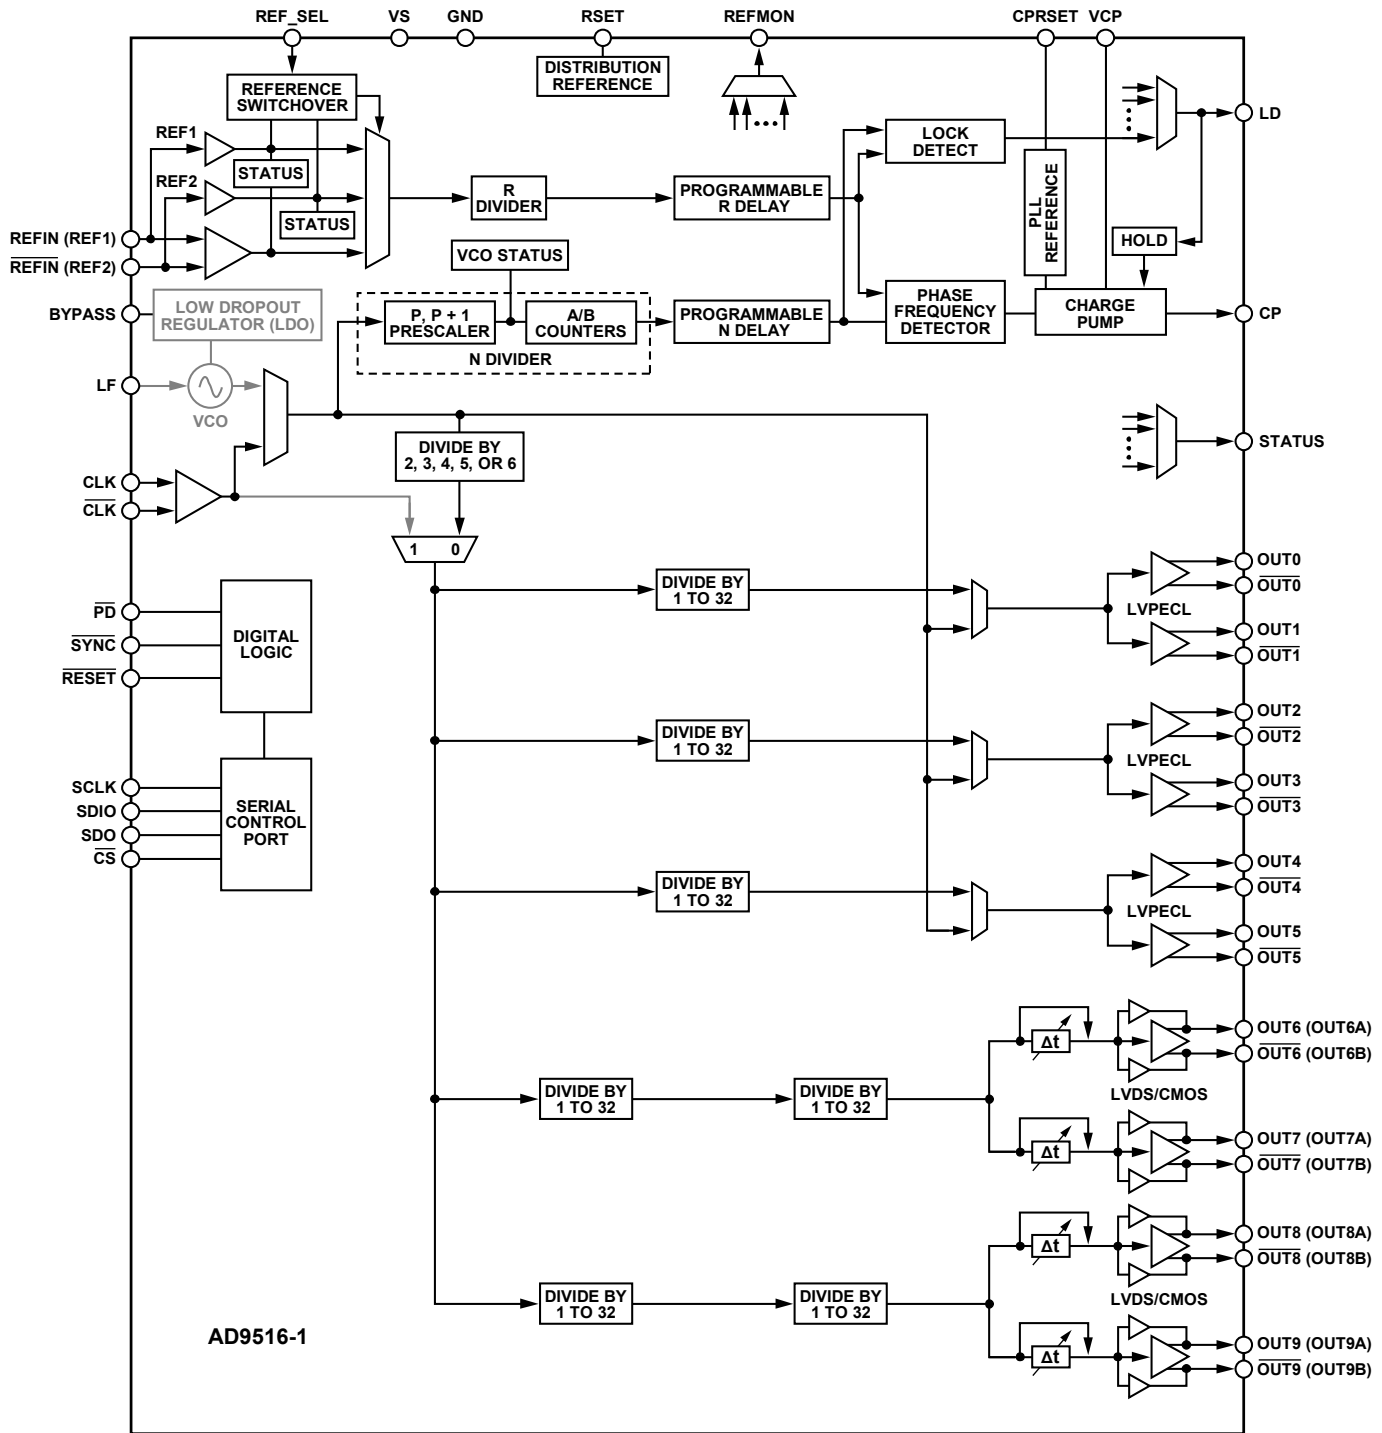 REF_SEL VS GND RSET REFMON CPRSET VCP
DISTRIBUTION
REFERENCE
REFERENCE
SWITCHOVER
LD
REF1
STATUS
LOCK
DETECT
REF2
STATUS
R
DIVIDER
PROGRAMMABLE
R DELAY
PLL
REFERENCE
HOLD
REFIN (REF1)
REFIN (REF2)
VCO STATUS
BYPASS
LOW DROPOUT
REGULATOR (LDO)
P, P + 1
PRESCALER
A/B
COUNTERS
N DIVIDER
PROGRAMMABLE
N DELAY
PHASE
FREQUENCY
DETECTOR
CHARGE
PUMP
CP
LF
VCO
STATUS
DIVIDE BY
2, 3, 4, 5, OR 6
CLK
CLK
1 0
PD
SYNC
RESET
DIGITAL
LOGIC
DIVIDE BY
1 TO 32
LVPECL
OUT0
OUT0
OUT1
OUT1
DIVIDE BY
1 TO 32
LVPECL
OUT2
OUT2
OUT3
OUT3
SCLK
SDIO
SDO
CS
SERIAL
CONTROL
PORT
DIVIDE BY
1 TO 32
LVPECL
OUT4
OUT4
OUT5
OUT5
Δt
OUT6 (OUT6A)
OUT6 (OUT6B)
DIVIDE BY
1 TO 32
DIVIDE BY
1 TO 32
LVDS/CMOS
Δt
OUT7 (OUT7A)
OUT7 (OUT7B)
Δt
OUT8 (OUT8A)
OUT8 (OUT8B)
DIVIDE BY
1 TO 32
DIVIDE BY
1 TO 32
LVDS/CMOS
Δt
OUT9 (OUT9A)
OUT9 (OUT9B)
AD9516-1